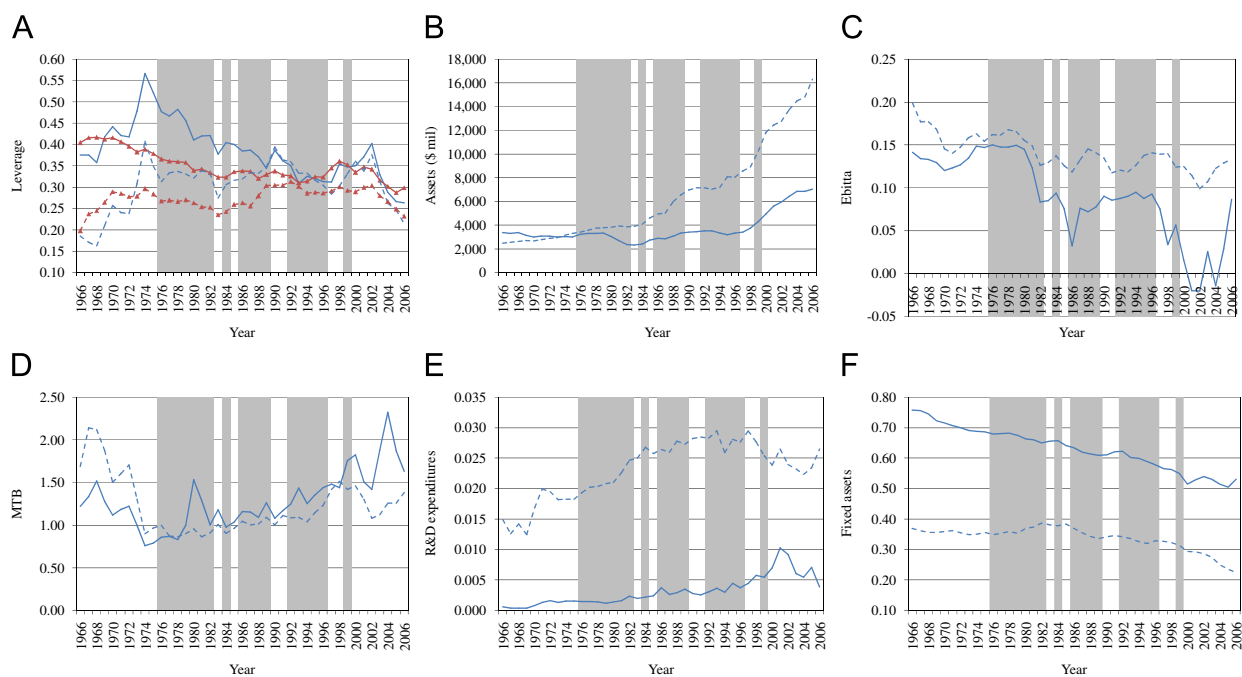 A
Leverage
0.60
0.55
0.50
0.45
0.40
0.35
0.30
0.25
0.20
0.15
0.10
1966 1968 1970 1972 1974 1976 1978 1980 1982 1984 1986 1988 1990 1992 1994 1996 1998 2000 2002 2004 2006
Year
B
Assets ($ mil)
18,000
16,000
14,000
12,000
10,000
8,000
6,000
4,000
2,000
0
1966 1968 1970 1972 1974 1976 1978 1980 1982 1984 1986 1988 1990 1992 1994 1996 1998 2000 2002 2004 2006
Year
C
Ebitta
0.25
0.20
0.15
0.10
0.05
0.00
-0.05
1966 1968 1970 1972 1974 1976 1978 1980 1982 1984 1986 1988 1990 1992 1994 1996 1998 2000 2002 2004 2006
Year
D
MTB
2.50
2.00
1.50
1.00
0.50
0.00
1966 1968 1970 1972 1974 1976 1978 1980 1982 1984 1986 1988 1990 1992 1994 1996 1998 2000 2002 2004 2006
Year
E
R&D expenditures
0.035
0.030
0.025
0.020
0.015
0.010
0.005
0.000
1966 1968 1970 1972 1974 1976 1978 1980 1982 1984 1986 1988 1990 1992 1994 1996 1998 2000 2002 2004 2006
Year
F
Fixed assets
0.80
0.70
0.60
0.50
0.40
0.30
0.20
0.10
1966 1968 1970 1972 1974 1976 1978 1980 1982 1984 1986 1988 1990 1992 1994 1996 1998 2000 2002 2004 2006
Year